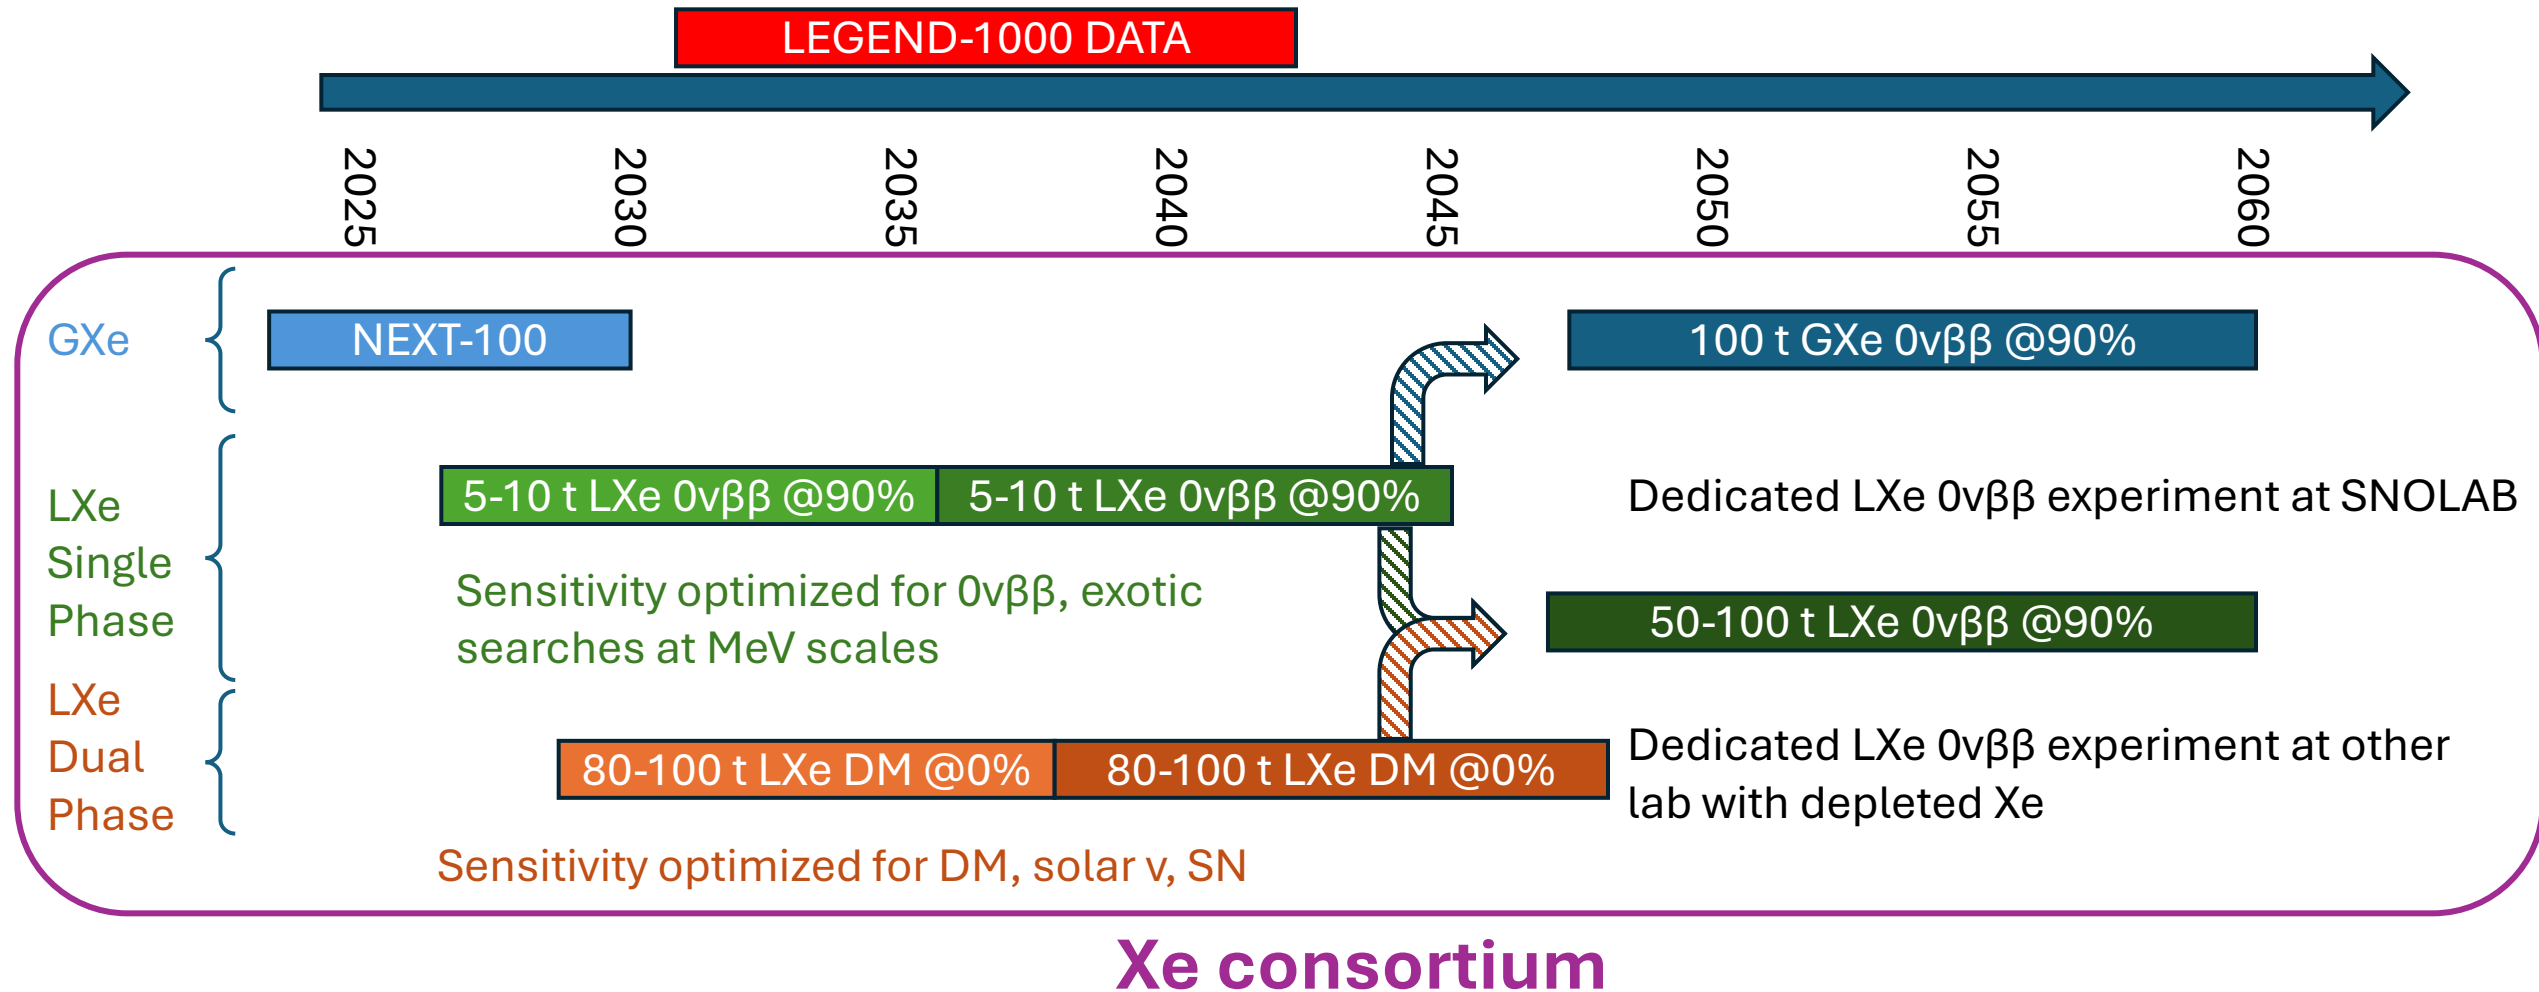 LEGEND-1000 DATA
2025
2030
2035
2040
2045
2050
2055
2060
GXe
NEXT-100
100 t GXe 0νββ @90%
LXe
Single
Phase
5-10 t LXe 0νββ @90%
5-10 t LXe 0νββ @90%
Dedicated LXe 0νββ experiment at SNOLAB
Sensitivity optimized for 0νββ, exotic
searches at MeV scales
50-100 t LXe 0νββ @90%
LXe
Dual
Phase
80-100 t LXe DM @0%
80-100 t LXe DM @0%
Dedicated LXe 0νββ experiment at other
lab with depleted Xe
Sensitivity optimized for DM, solar ν, SN
Xe consortium